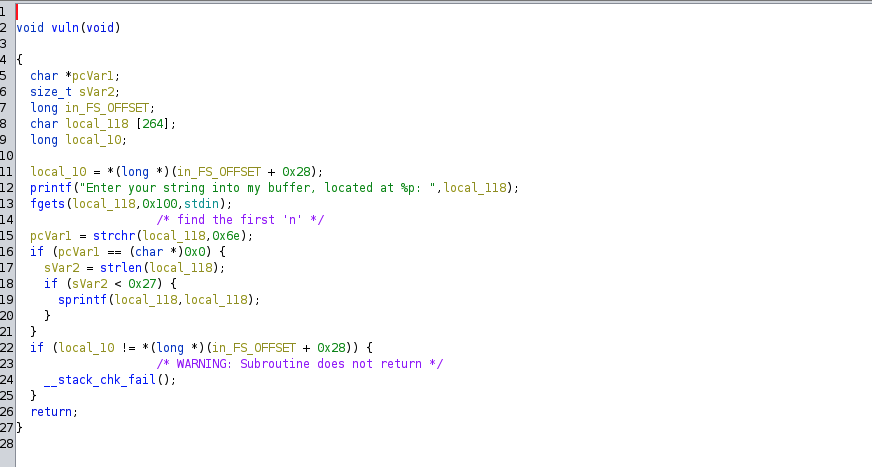 1
2 void vuln(void)
3
4 {
5 char *pcVar1;
6 size_t sVar2;
7 long in_FS_OFFSET;
8 char local_118 [264];
9 long local_10;
10
11 local_10 = *(long *)(in_FS_OFFSET + 0x28);
12 printf("Enter your string into my buffer, located at %p: ",local_118);
13 fgets(local_118,0x100,stdin);
14 /* find the first 'n' */
15 pcVar1 = strchr(local_118,0x6e);
16 if (pcVar1 == (char *)0x0) {
17 sVar2 = strlen(local_118);
18 if (sVar2 < 0x27) {
19 sprintf(local_118,local_118);
20 }
21 }
22 if (local_10 != *(long *)(in_FS_OFFSET + 0x28)) {
23 /* WARNING: Subroutine does not return */
24 __stack_chk_fail();
25 }
26 return;
27 }
28